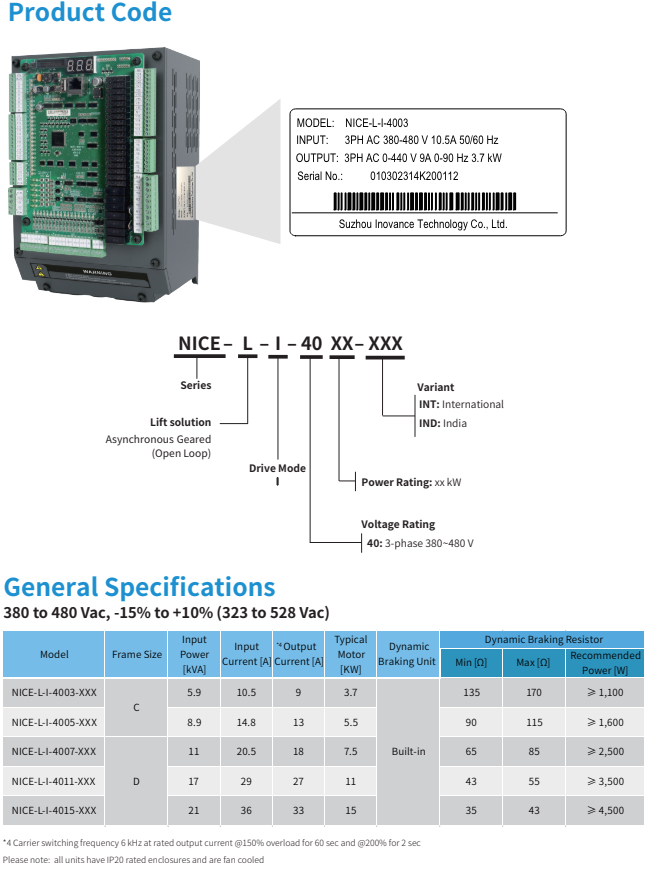 Product Code
WARNING
MODEL: NICE-L-I-4003
INPUT: 3PH AC 380-480 V 10.5A 50/60 Hz
OUTPUT: 3PH AC 0-440 V 9A 0-90 Hz 3.7 kW
Serial No.: 010302314K200112
Suzhou Inovance Technology Co., Ltd.
NICE – L – I – 40 XX – XXX
Series
Variant
INT: International
IND: India
Lift solution
Asynchronous Geared
(Open Loop)
Drive Mode
I
Power Rating: xx kW
Voltage Rating
40: 3-phase 380~480 V
General Specifications
380 to 480 Vac, -15% to +10% (323 to 528 Vac)
Model Frame Size Input Power [kVA] Input Current [A] *4 Output Current [A] Typical Motor [KW] Dynamic Braking Unit Dynamic Braking Resistor
Min [Ω] Max [Ω] Recommended Power [W]
NICE-L-I-4003-XXX C 5.9 10.5 9 3.7 Built-in 135 170 ⩾ 1,100
NICE-L-I-4005-XXX 8.9 14.8 13 5.5 90 115 ⩾ 1,600
NICE-L-I-4007-XXX D 11 20.5 18 7.5 65 85 ⩾ 2,500
NICE-L-I-4011-XXX 17 29 27 11 43 55 ⩾ 3,500
NICE-L-I-4015-XXX 21 36 33 15 35 43 ⩾ 4,500
*4 Carrier switching frequency 6 kHz at rated output current @150% overload for 60 sec and @200% for 2 sec
Please note: all units have IP20 rated enclosures and are fan cooled